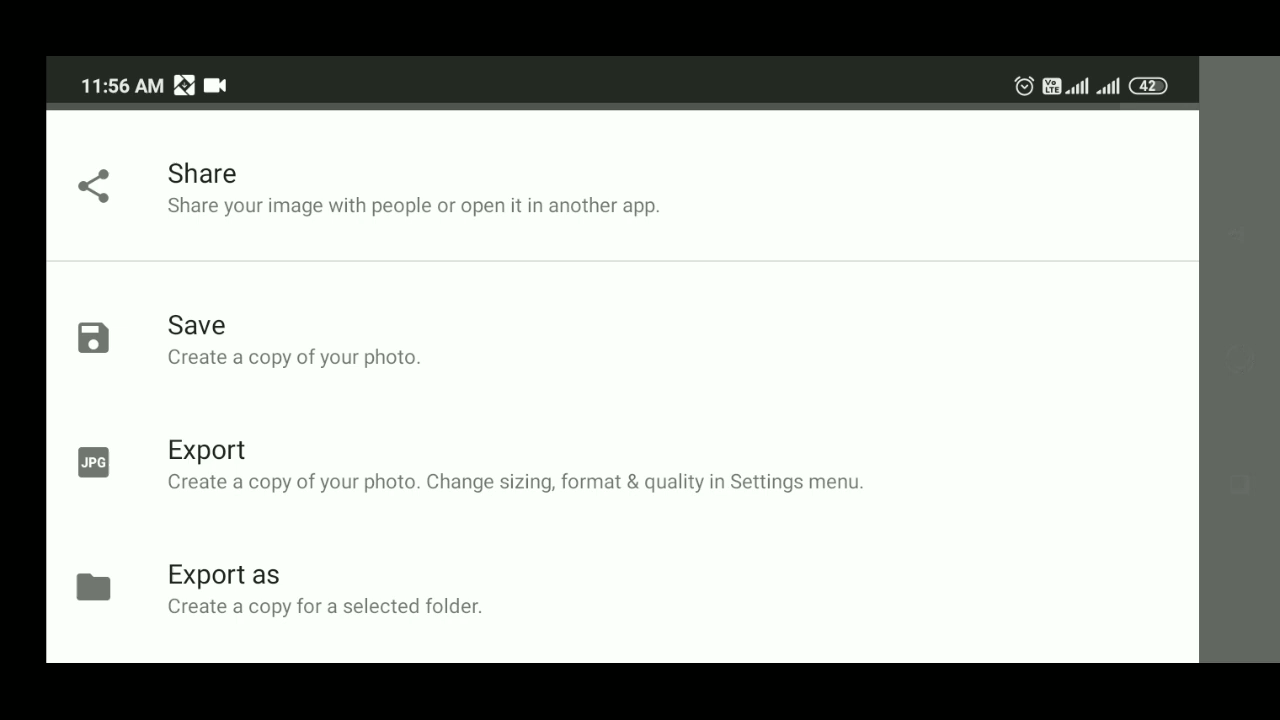 11:56 AM Vo LTE 42
Share
Share your image with people or open it in another app.
Save
Create a copy of your photo.
JPG
Export
Create a copy of your photo. Change sizing, format & quality in Settings menu.
Export as
Create a copy for a selected folder.